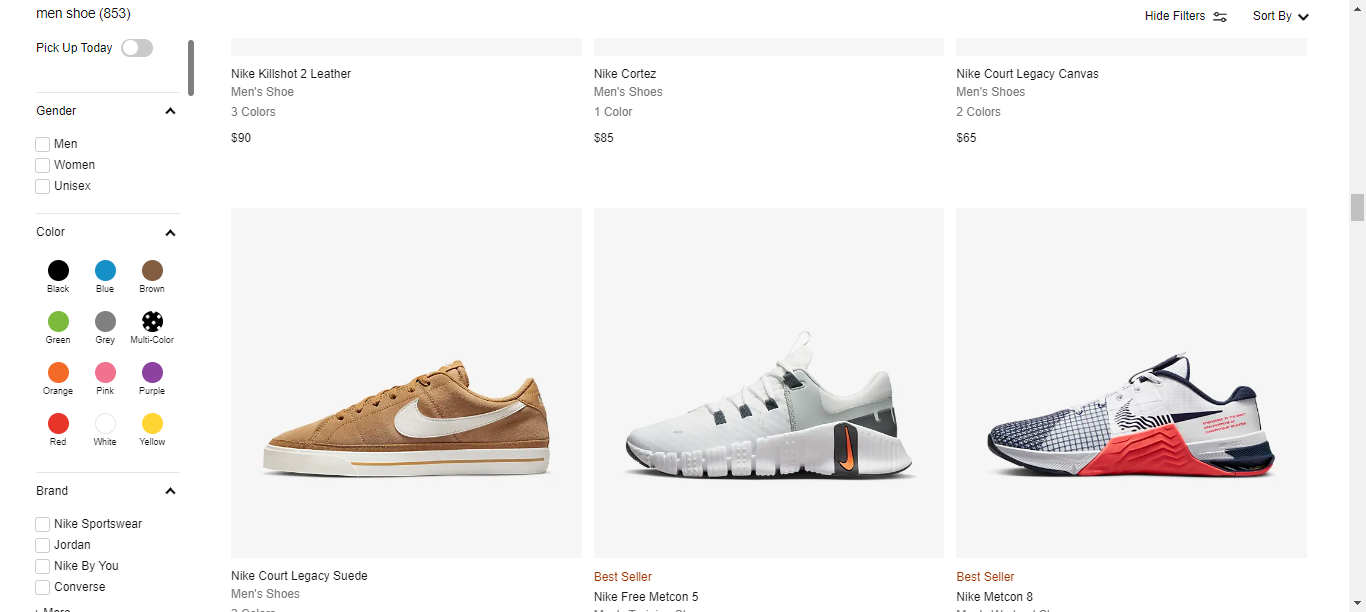 men shoe (853)
Hide Filters
Sort By
Pick Up Today
Gender
Men
Women
Unisex
Color
Black
Blue
Brown
Green
Grey
Multi-Color
Orange
Pink
Purple
Red
White
Yellow
Brand
Nike Sportswear
Jordan
Nike By You
Converse
+ More
Nike Killshot 2 Leather
Men's Shoe
3 Colors
$90
Nike Cortez
Men's Shoes
1 Color
$85
Nike Court Legacy Canvas
Men's Shoes
2 Colors
$65
Nike Court Legacy Suede
Men's Shoes
Best Seller
Nike Free Metcon 5
Best Seller
Nike Metcon 8